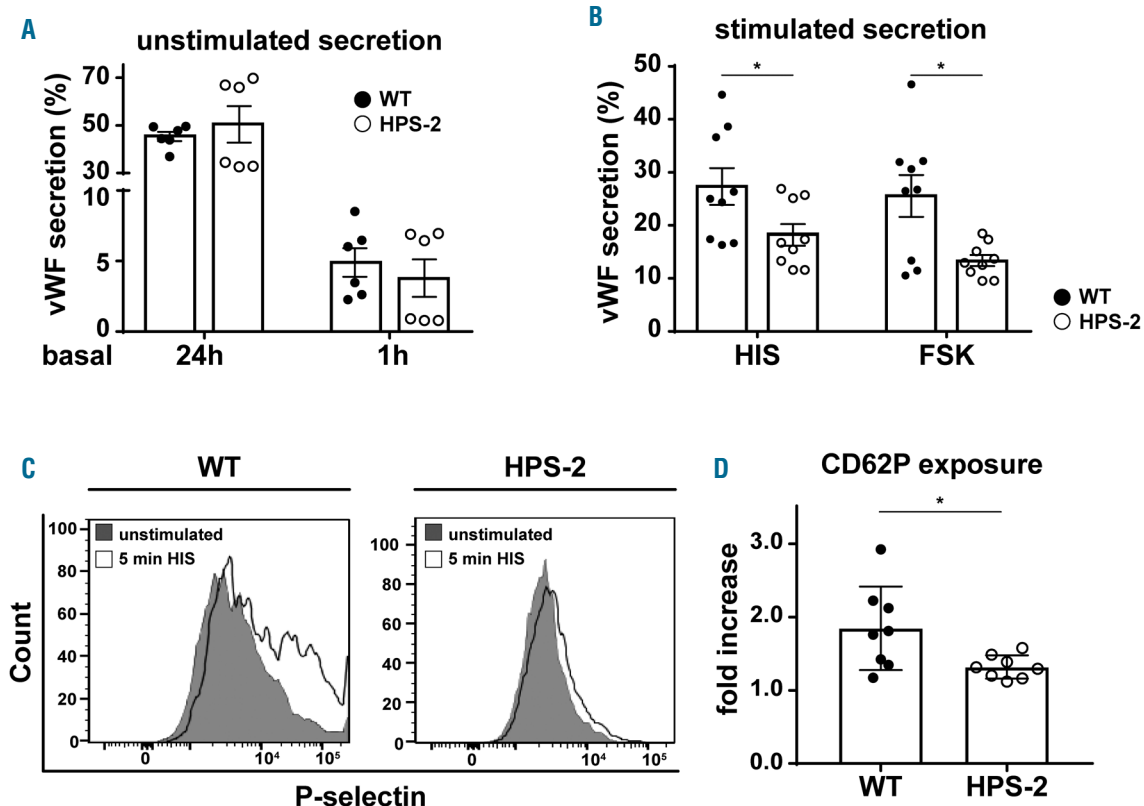 A
unstimulated secretion
vWF secretion (%)
70
50
30
10
5
0
WT
HPS-2
basal 24h 1h
B
stimulated secretion
vWF secretion (%)
50
40
30
20
10
0
* *
WT
HPS-2
HIS FSK
C
WT
HPS-2
Count
100
80
60
40
20
0
unstimulated
5 min HIS
0 10⁴ 10⁵
100
80
60
40
20
0
unstimulated
5 min HIS
0 10⁴ 10⁵
P-selectin
D
CD62P exposure
fold increase
*
3.0
2.0
1.0
0.0
WT HPS-2